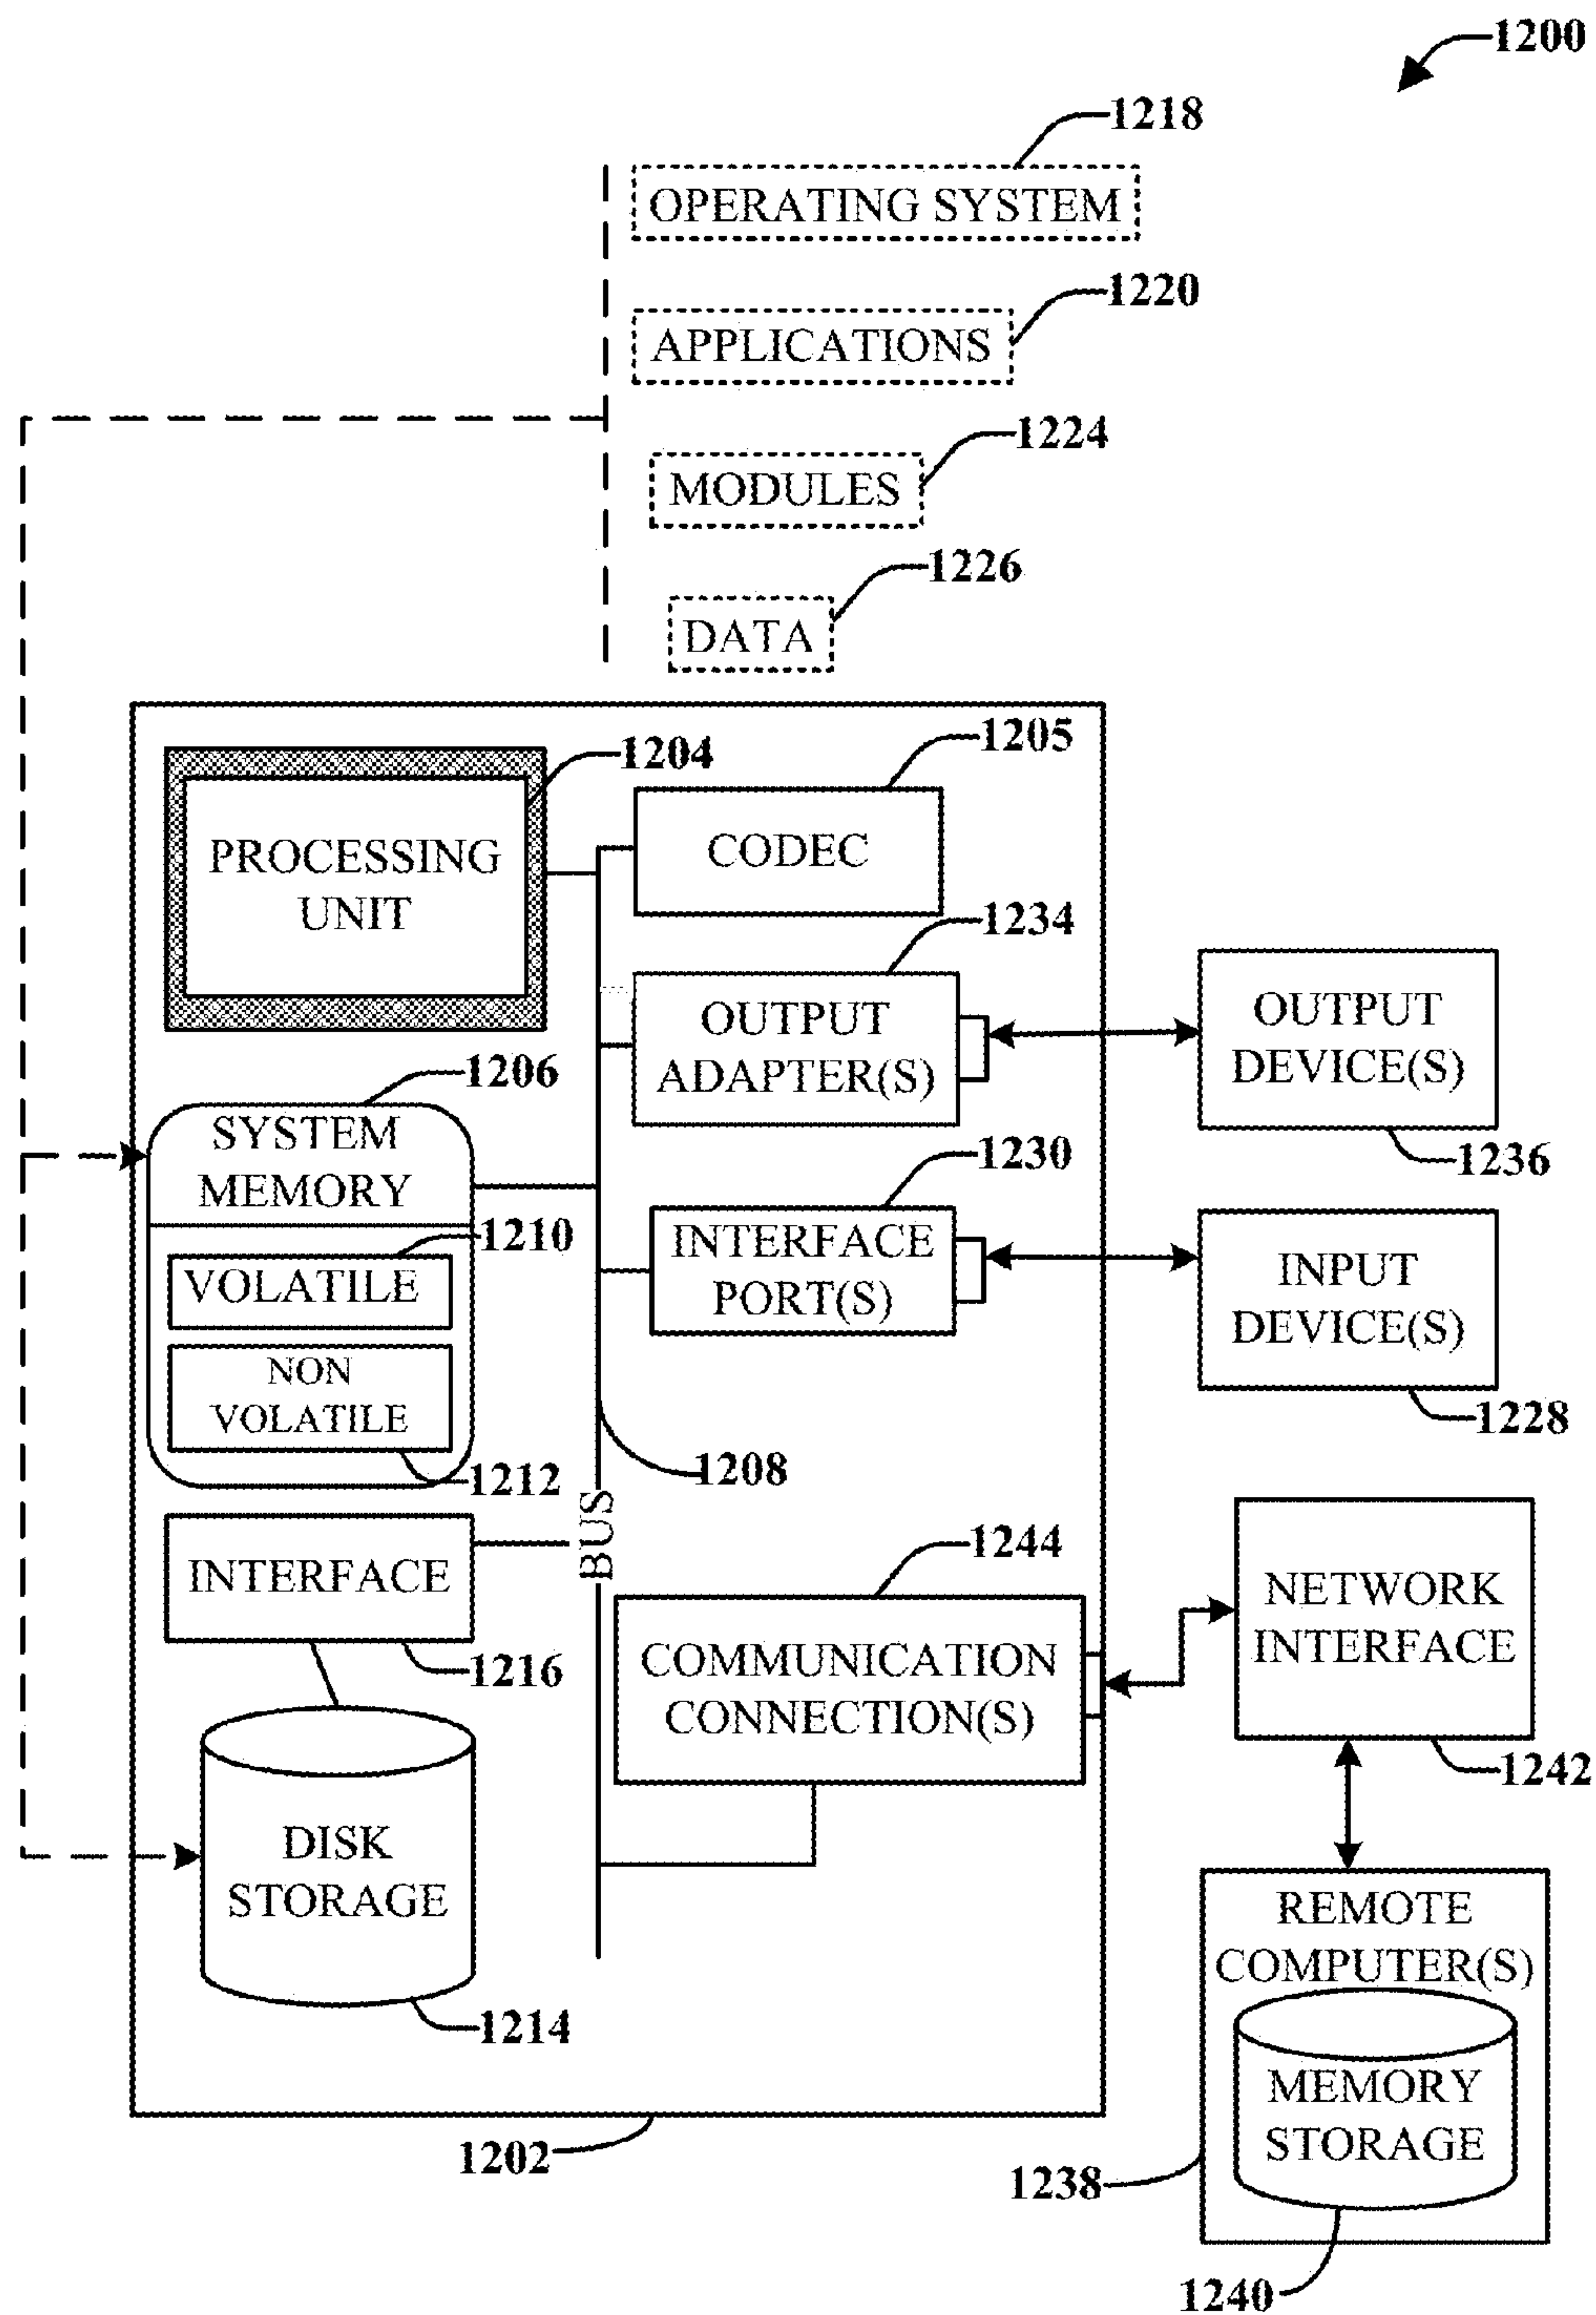 1200
1218
OPERATING SYSTEM
1220
APPLICATIONS
1224
MODULES
1226
DATA
1204
PROCESSING
UNIT
1205
CODEC
1234
OUTPUT
ADAPTER(S)
OUTPUT
DEVICE(S)
1236
1206
SYSTEM
MEMORY
1210
VOLATILE
NON
VOLATILE
1212
1230
INTERFACE
PORT(S)
INPUT
DEVICE(S)
1228
1208
BUS
INTERFACE
1216
1244
COMMUNICATION
CONNECTION(S)
NETWORK
INTERFACE
1242
DISK
STORAGE
1214
REMOTE
COMPUTER(S)
MEMORY
STORAGE
1238
1240
1202